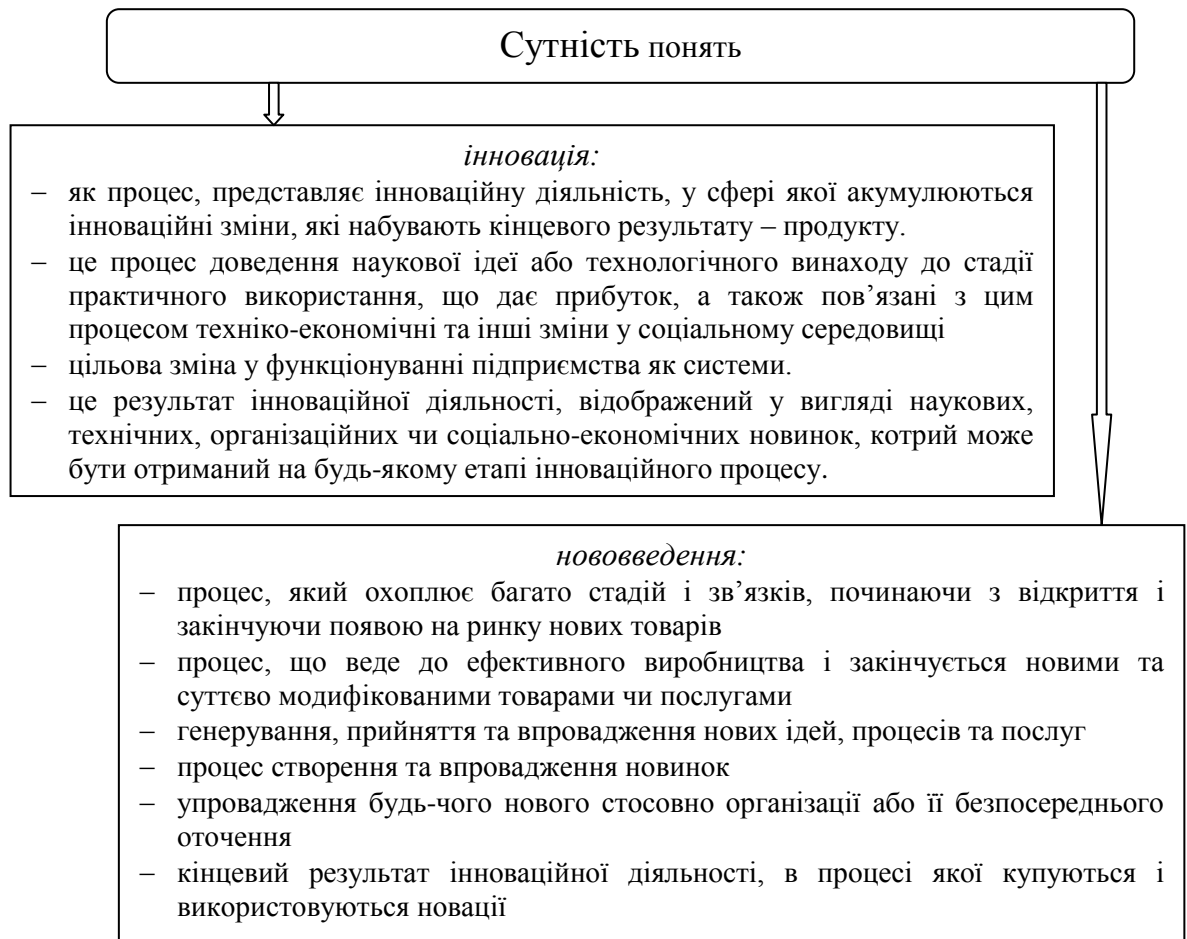 Сутність понять
інновація:
– як процес, представляє інноваційну діяльність, у сфері якої акумулюються
інноваційні зміни, які набувають кінцевого результату – продукту.
– це процес доведення наукової ідеї або технологічного винаходу до стадії
практичного використання, що дає прибуток, а також пов’язані з цим
процесом техніко-економічні та інші зміни у соціальному середовищі
– цільова зміна у функціонуванні підприємства як системи.
– це результат інноваційної діяльності, відображений у вигляді наукових,
технічних, організаційних чи соціально-економічних новинок, котрий може
бути отриманий на будь-якому етапі інноваційного процесу.
нововведення:
– процес, який охоплює багато стадій і зв’язків, починаючи з відкриття і
закінчуючи появою на ринку нових товарів
– процес, що веде до ефективного виробництва і закінчується новими та
суттєво модифікованими товарами чи послугами
– генерування, прийняття та впровадження нових ідей, процесів та послуг
– процес створення та впровадження новинок
– упровадження будь-чого нового стосовно організації або її безпосереднього
оточення
– кінцевий результат інноваційної діяльності, в процесі якої купуються і
використовуються новації